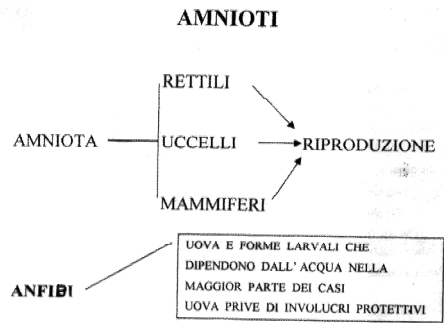 AMNIOTI
RETTILI
AMNIOTA UCCELLI RIPRODUZIONE
MAMMIFERI
ANFIBI
UOVA E FORME LARVALI CHE
DIPENDONO DALL'ACQUA NELLA
MAGGIOR PARTE DEI CASI
UOVA PRIVE DI INVOLUCRI PROTETTIVI